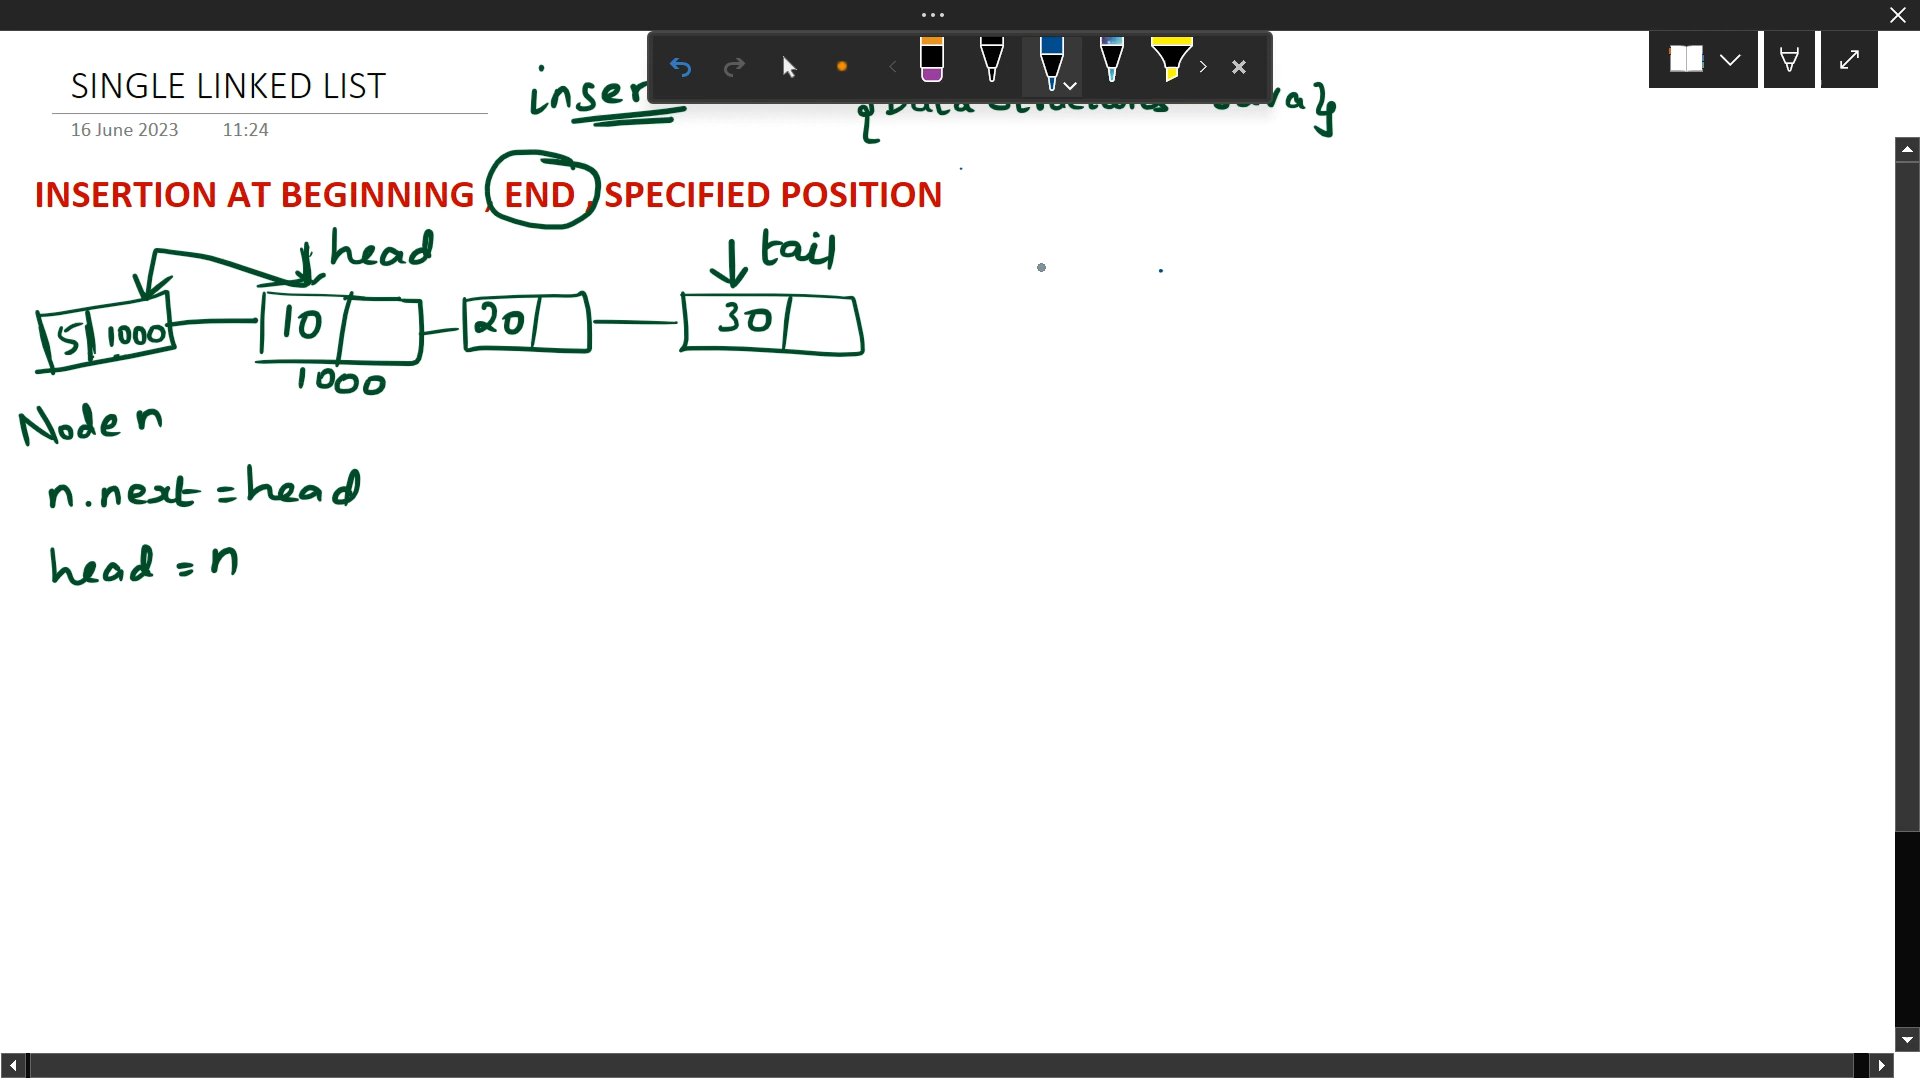 SINGLE LINKED LIST
inser
16 June 2023 11:24
INSERTION AT BEGINNING , END , SPECIFIED POSITION
head
tail
5 1000
10
20
30
1000
Node n
n.next = head
head = n